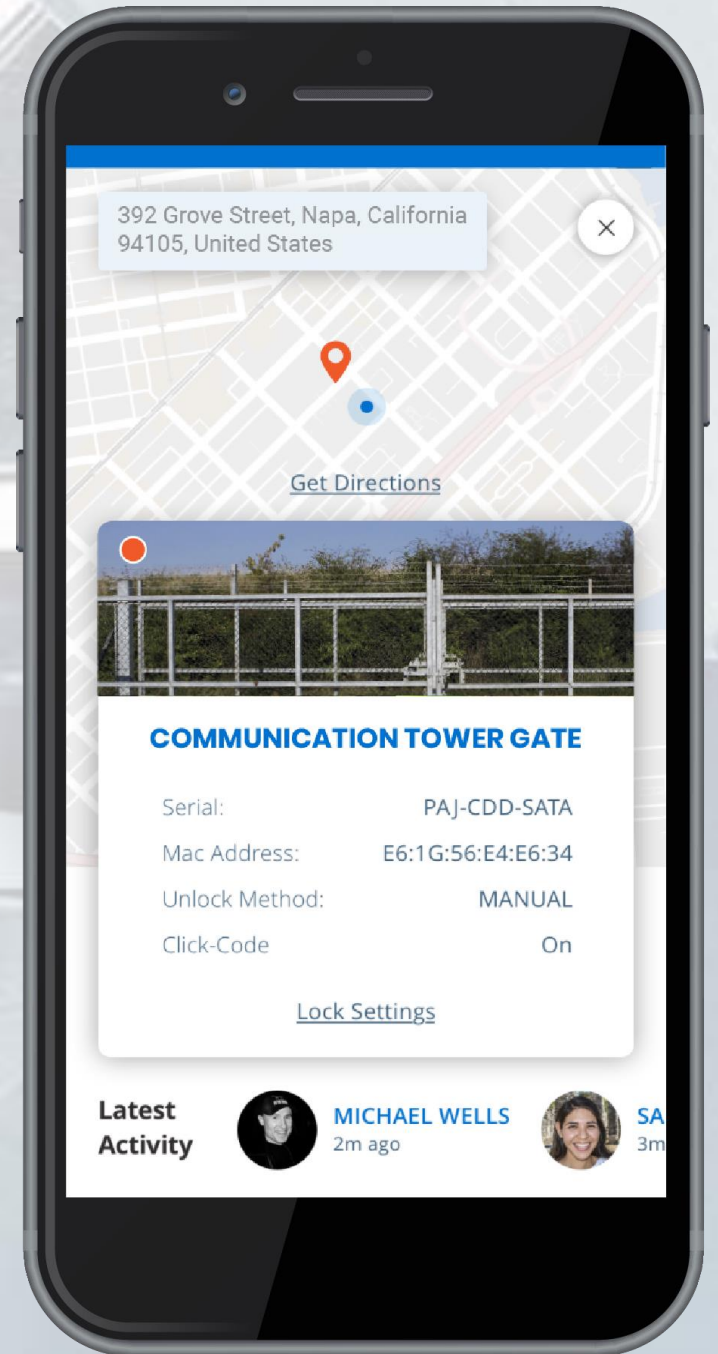 392 Grove Street, Napa, California
94105, United States
Get Directions
COMMUNICATION TOWER GATE
Serial: PAJ-CDD-SATA
Mac Address: E6:1G:56:E4:E6:34
Unlock Method: MANUAL
Click-Code On
Lock Settings
Latest
Activity
MICHAEL WELLS
2m ago
SA
3m